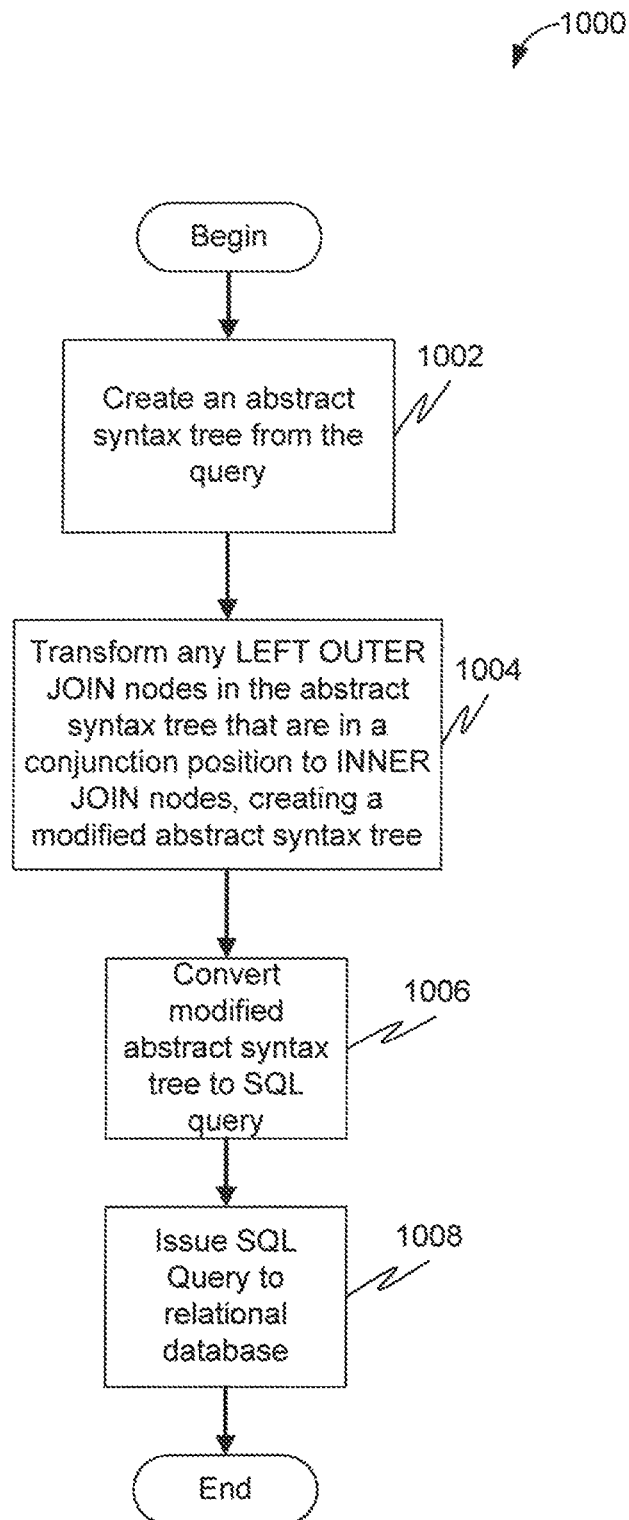 1000
Begin
1002
Create an abstract
syntax tree from the
query
Transform any LEFT OUTER
JOIN nodes in the abstract
syntax tree that are in a
conjunction position to INNER
JOIN nodes, creating a
modified abstract syntax tree
1004
Convert
modified
abstract syntax
tree to SQL
query
1006
Issue SQL
Query to
relational
database
1008
End